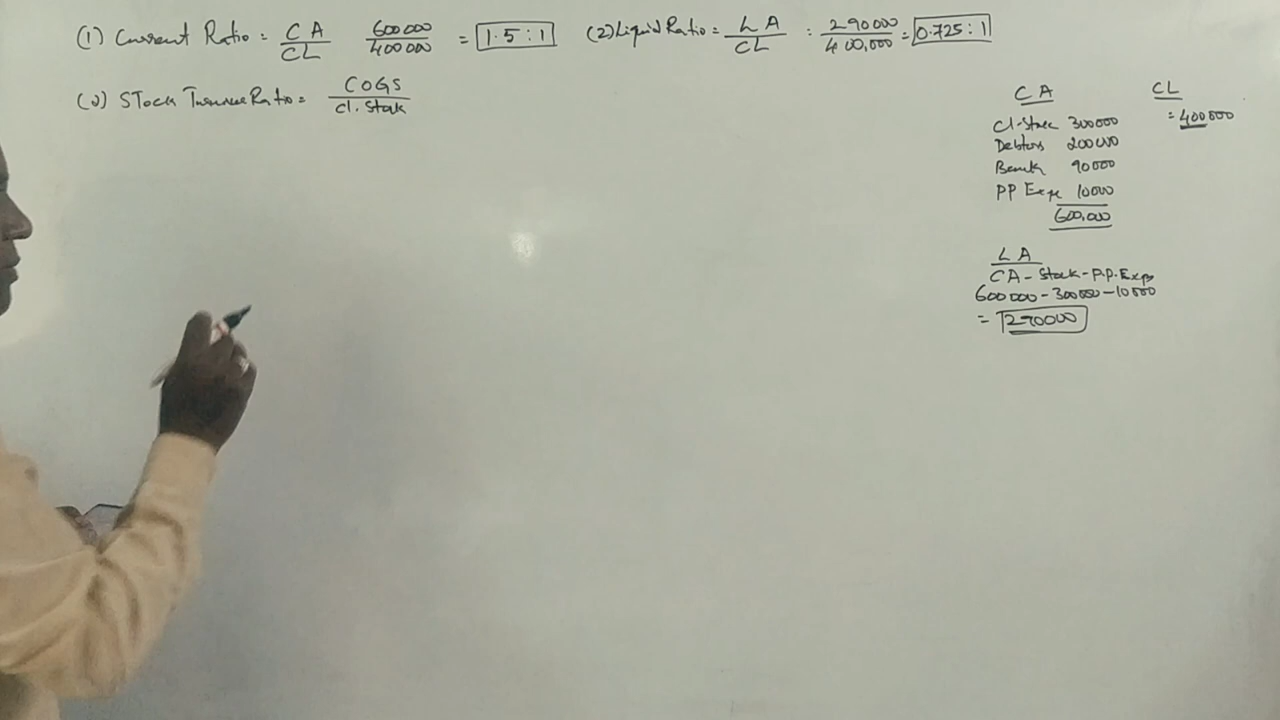 (1) Current Ratio = CA/CL 600000/400000 = 1.5:1 (2) Liquid Ratio = LA/CL : 290000/400,000 = 0.725:1
(3) Stock Turnover Ratio = COGS/Cl. Stock
CA
Cl-Stock 300000
Debtors 200000
Bank 90000
PP Exp 10000
600,000
CL
= 400000
LA
CA - Stock - P.P. Exp
600000 - 300000 - 10000
= 290000